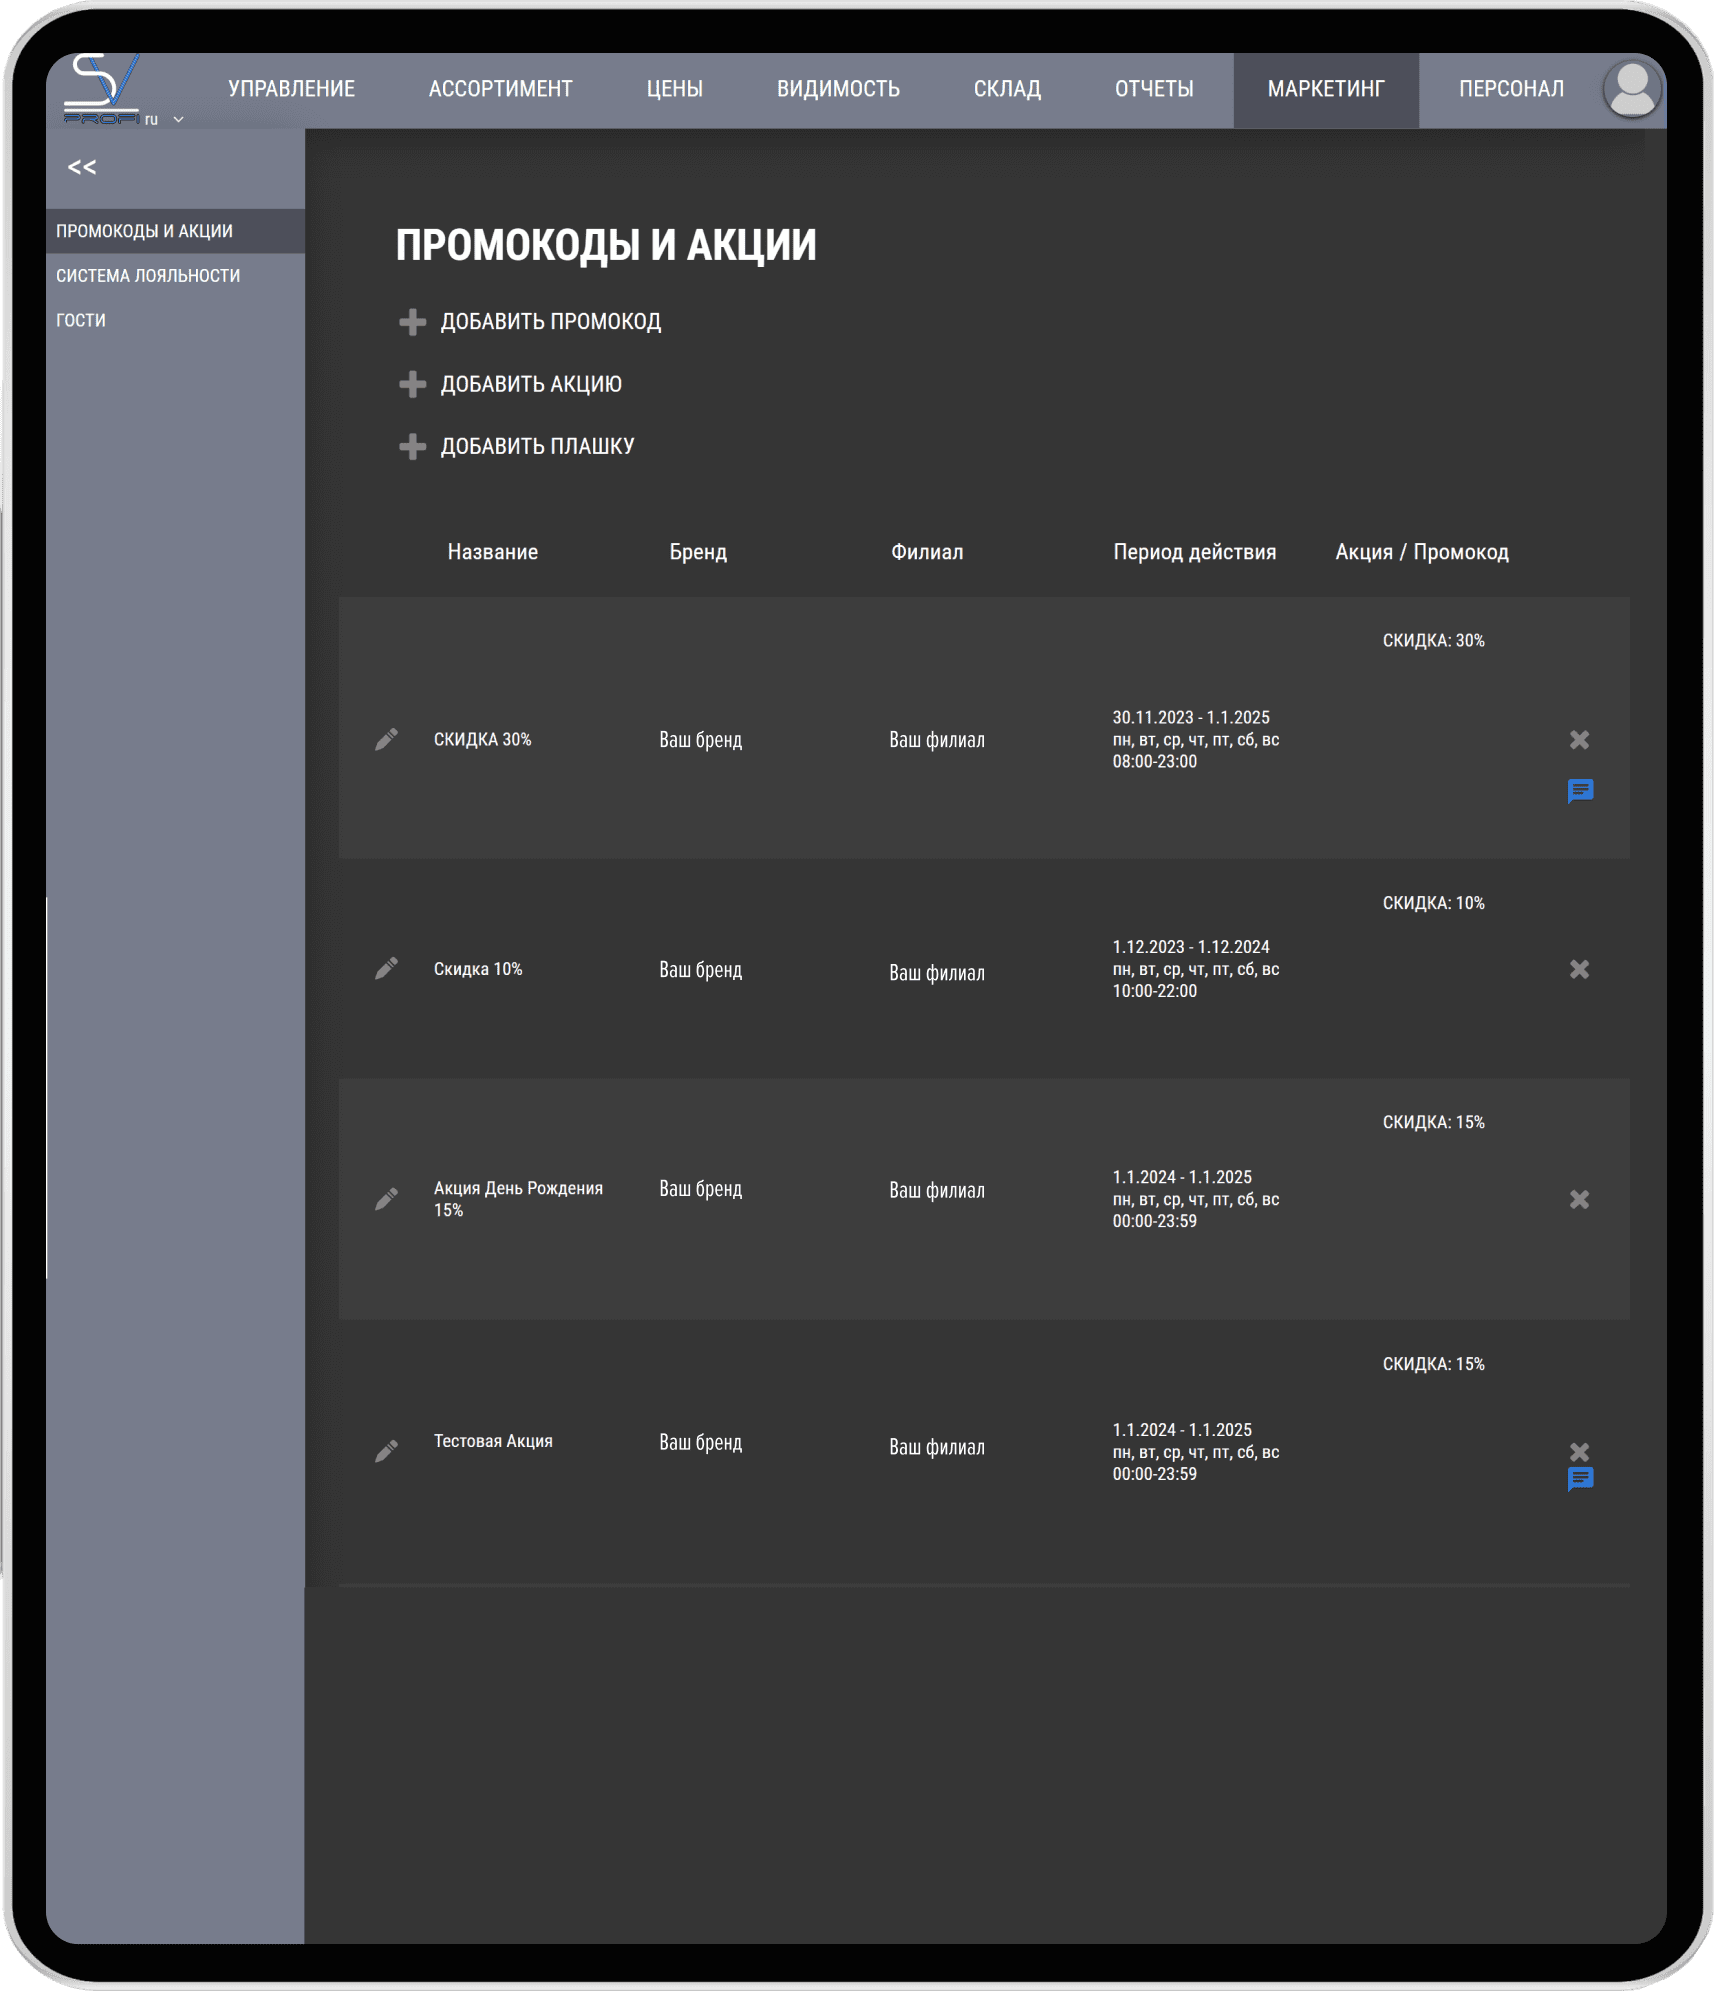 SV
PROFI ru
УПРАВЛЕНИЕ АССОРТИМЕНТ ЦЕНЫ ВИДИМОСТЬ СКЛАД ОТЧЕТЫ МАРКЕТИНГ ПЕРСОНАЛ
<<
ПРОМОКОДЫ И АКЦИИ
СИСТЕМА ЛОЯЛЬНОСТИ
ГОСТИ
ПРОМОКОДЫ И АКЦИИ
ДОБАВИТЬ ПРОМОКОД
ДОБАВИТЬ АКЦИЮ
ДОБАВИТЬ ПЛАШКУ
Название Бренд Филиал Период действия Акция / Промокод
СКИДКА: 30%
СКИДКА 30% Ваш бренд Ваш филиал
30.11.2023 - 1.1.2025
пн, вт, ср, чт, пт, сб, вс
08:00-23:00
СКИДКА: 10%
Скидка 10% Ваш бренд Ваш филиал
1.12.2023 - 1.12.2024
пн, вт, ср, чт, пт, сб, вс
10:00-22:00
СКИДКА: 15%
Акция День Рождения
15%
Ваш бренд Ваш филиал
1.1.2024 - 1.1.2025
пн, вт, ср, чт, пт, сб, вс
00:00-23:59
СКИДКА: 15%
Тестовая Акция Ваш бренд Ваш филиал
1.1.2024 - 1.1.2025
пн, вт, ср, чт, пт, сб, вс
00:00-23:59